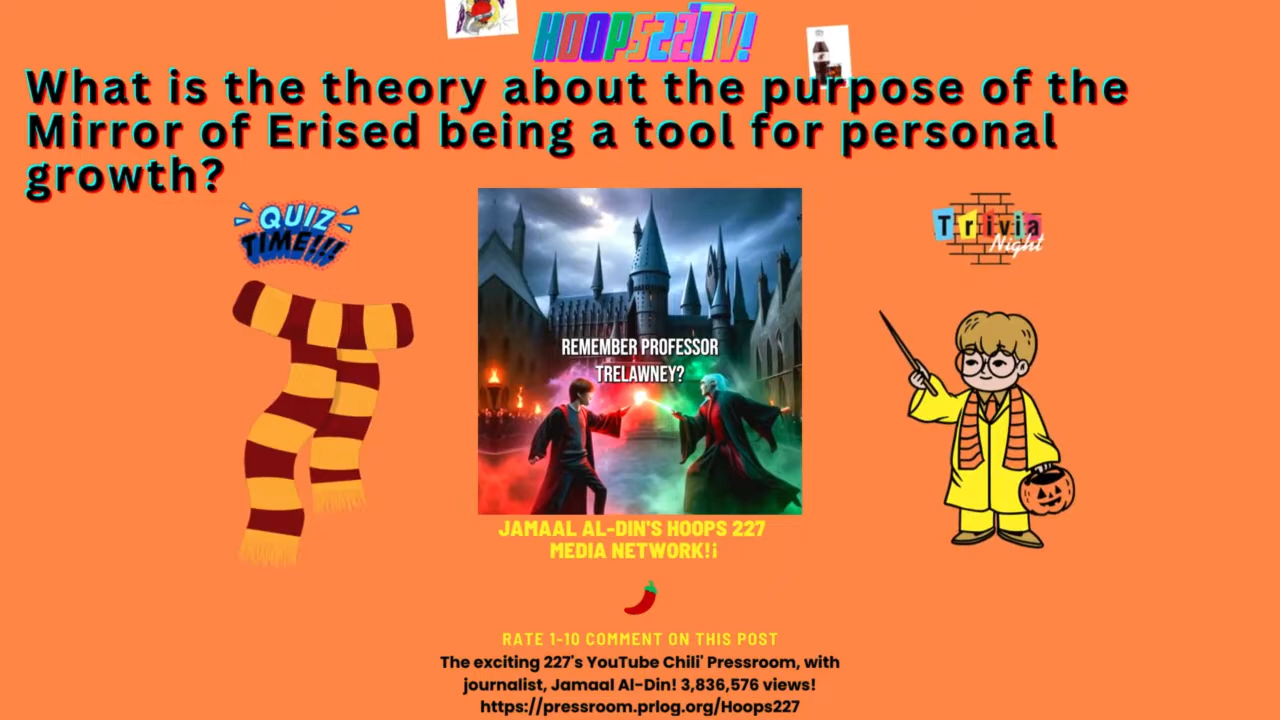 HOOPS227TV!
What is the theory about the purpose of the
Mirror of Erised being a tool for personal
growth?
QUIZ
TIME!!!
Trivia
Night
REMEMBER PROFESSOR
TRELAWNEY?
JAMAAL AL-DIN'S HOOPS 227
MEDIA NETWORK!¡
RATE 1-10 COMMENT ON THIS POST
The exciting 227's YouTube Chili' Pressroom, with
journalist, Jamaal Al-Din! 3,836,576 views!
https://pressroom.prlog.org/Hoops227